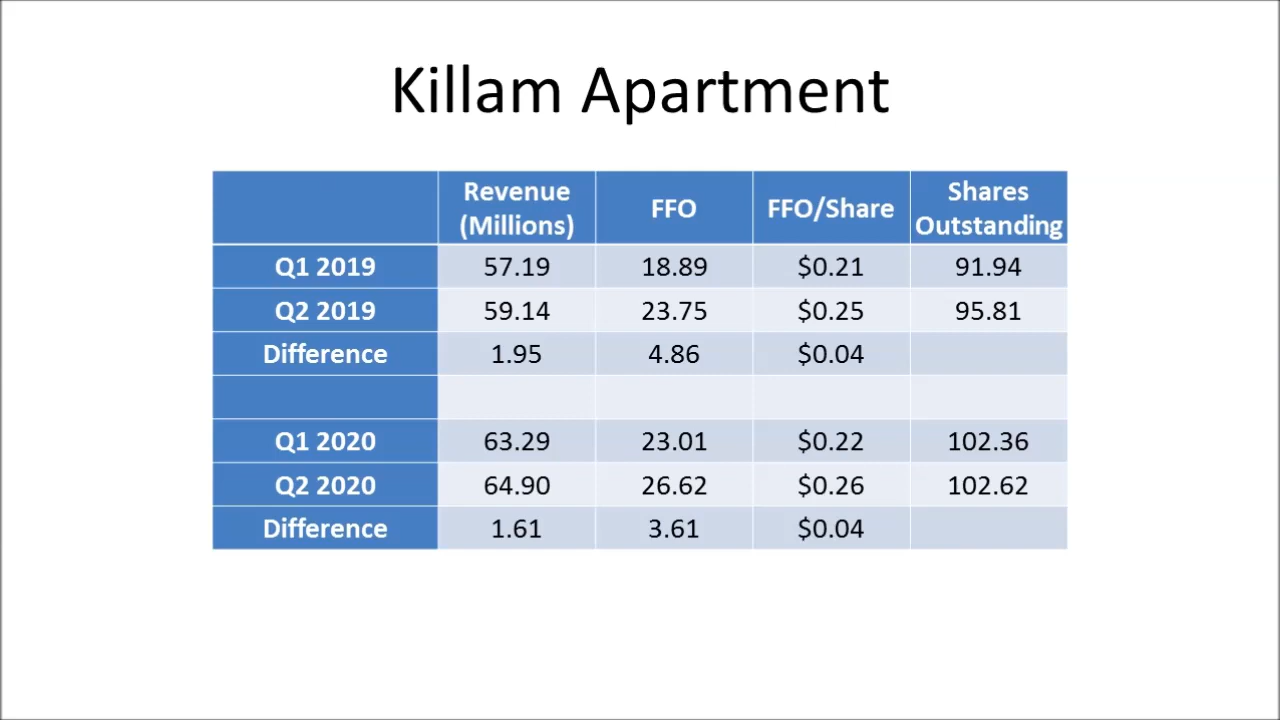 Killam Apartment
Revenue (Millions) FFO FFO/Share Shares Outstanding
Q1 2019 57.19 18.89 $0.21 91.94
Q2 2019 59.14 23.75 $0.25 95.81
Difference 1.95 4.86 $0.04
Q1 2020 63.29 23.01 $0.22 102.36
Q2 2020 64.90 26.62 $0.26 102.62
Difference 1.61 3.61 $0.04